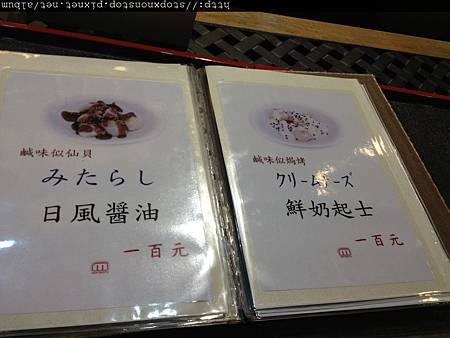 http://stopxnonstop.pixnet.net/album/
鹹味似仙貝
みたらし
日風醬油
一百元
鹹味似焗烤
クリームチーズ
鮮奶起士
一百元